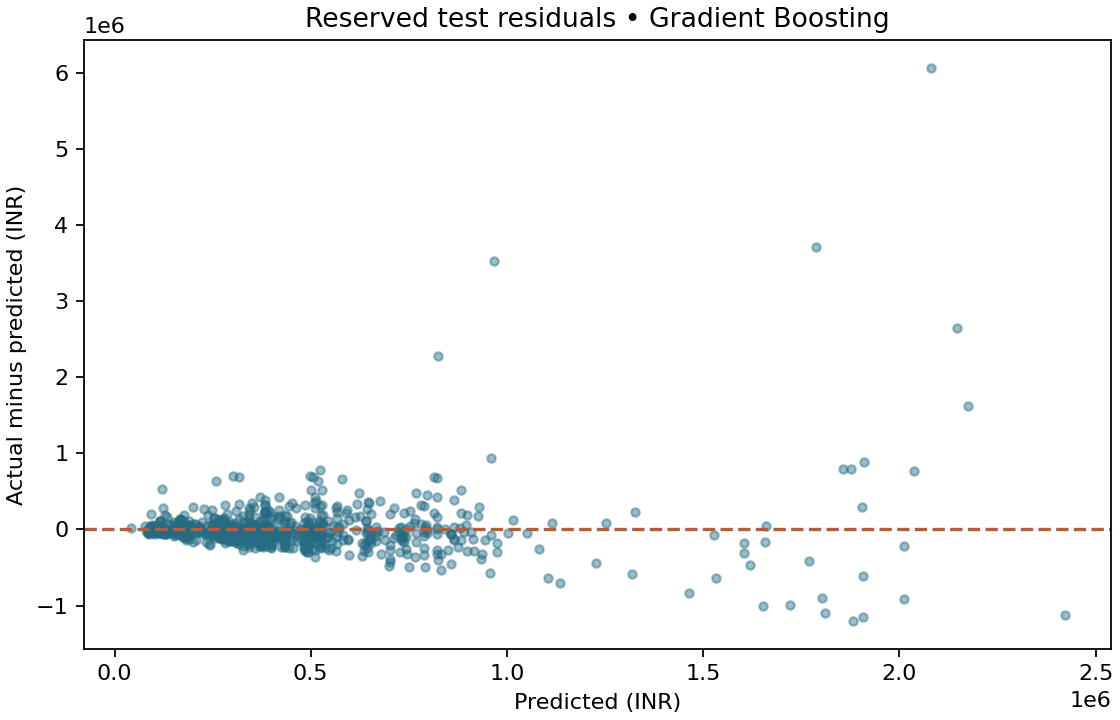 Reserved test residuals • Gradient Boosting
1e6
6
5
4
3
2
1
0
−1
Actual minus predicted (INR)
0.0 0.5 1.0 1.5 2.0 2.5
1e6
Predicted (INR)